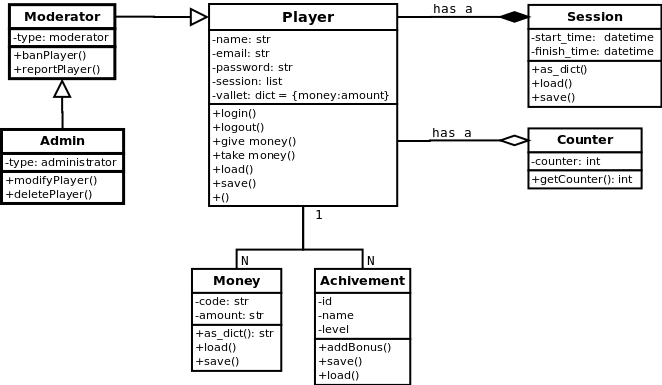 Moderator
-type: moderator
+banPlayer()
+reportPlayer()
Admin
-type: administrator
+modifyPlayer()
+deletePlayer()
Player
-name: str
-email: str
-password: str
-session: list
-vallet: dict = {money:amount}
+login()
+logout()
+give money()
+take money()
+load()
+save()
+()
has a
Session
-start_time: datetime
-finish_time: datetime
+as_dict()
+load()
+save()
has a
Counter
-counter: int
+getCounter(): int
1
N
N
Money
-code: str
-amount: str
+as_dict(): str
+load()
+save()
Achivement
-id
-name
-level
+addBonus()
+save()
+load()